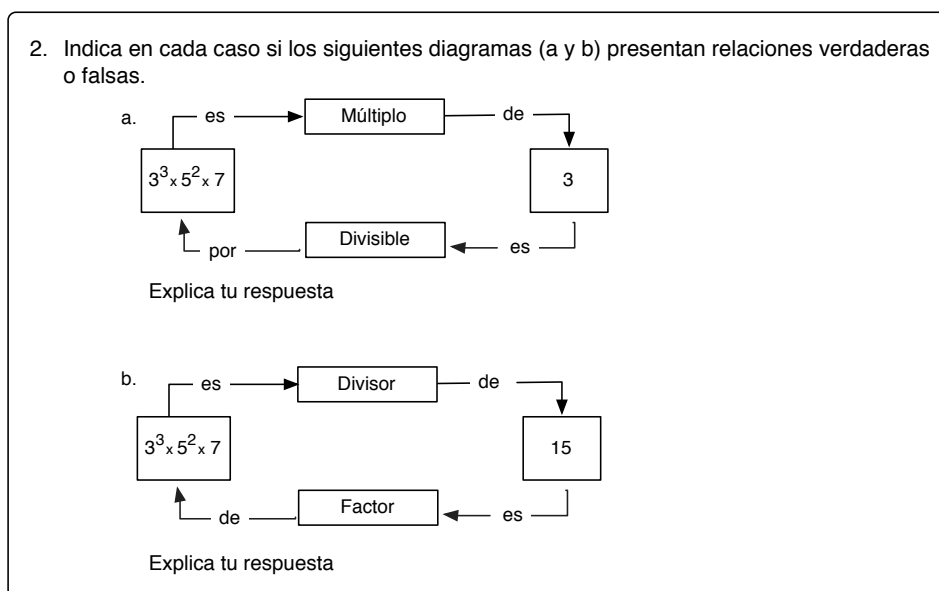 2. Indica en cada caso si los siguientes diagramas (a y b) presentan relaciones verdaderas
o falsas.
a.
es
Múltiplo
de
3³ x 5² x 7
3
por
Divisible
es
Explica tu respuesta
b.
es
Divisor
de
3³ x 5² x 7
15
de
Factor
es
Explica tu respuesta